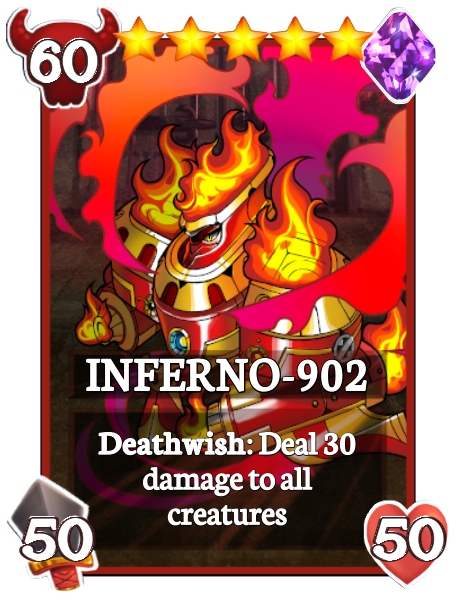 60
INFERNO-902
Deathwish: Deal 30
damage to all
creatures
50
50